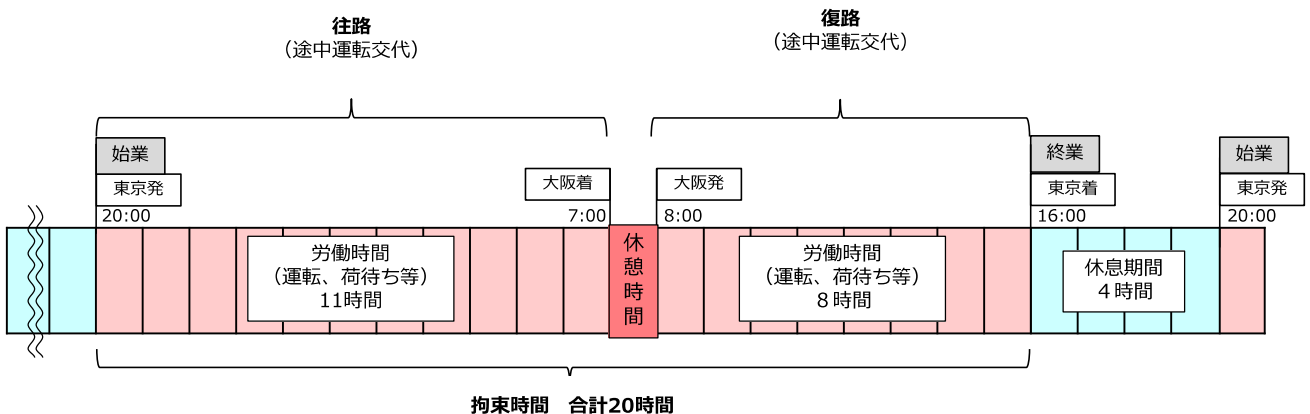 往路
（途中運転交代）
復路
（途中運転交代）
始業
東京発
20:00
大阪着
7:00
大阪発
8:00
終業
東京着
16:00
始業
東京発
20:00
労働時間
（運転、荷待ち等）
11時間
休憩時間
労働時間
（運転、荷待ち等）
８時間
休息期間
４時間
拘束時間　合計20時間